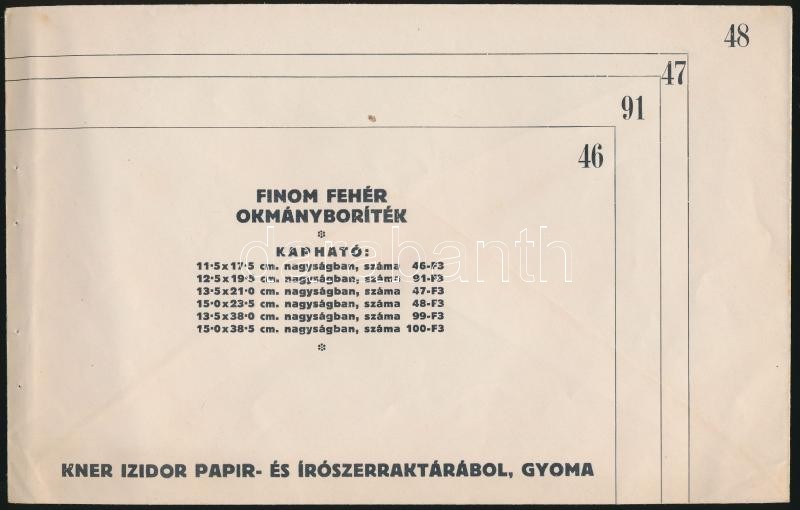 48
47
91
46
FINOM FEHÉR
OKMÁNYBORÍTÉK
KAPHATÓ:
11·5x17·5 cm. nagyságban, száma 46-F3
12·5x19·5 cm. nagyságban, száma 91-F3
13·5x21·0 cm. nagyságban, száma 47-F3
15·0x23·5 cm. nagyságban, száma 48-F3
13·5x38·0 cm. nagyságban, száma 99-F3
15·0x38·5 cm. nagyságban, száma 100-F3
darabanth
KNER IZIDOR PAPIR- ÉS ÍRÓSZERRAKTÁRÁBOL, GYOMA